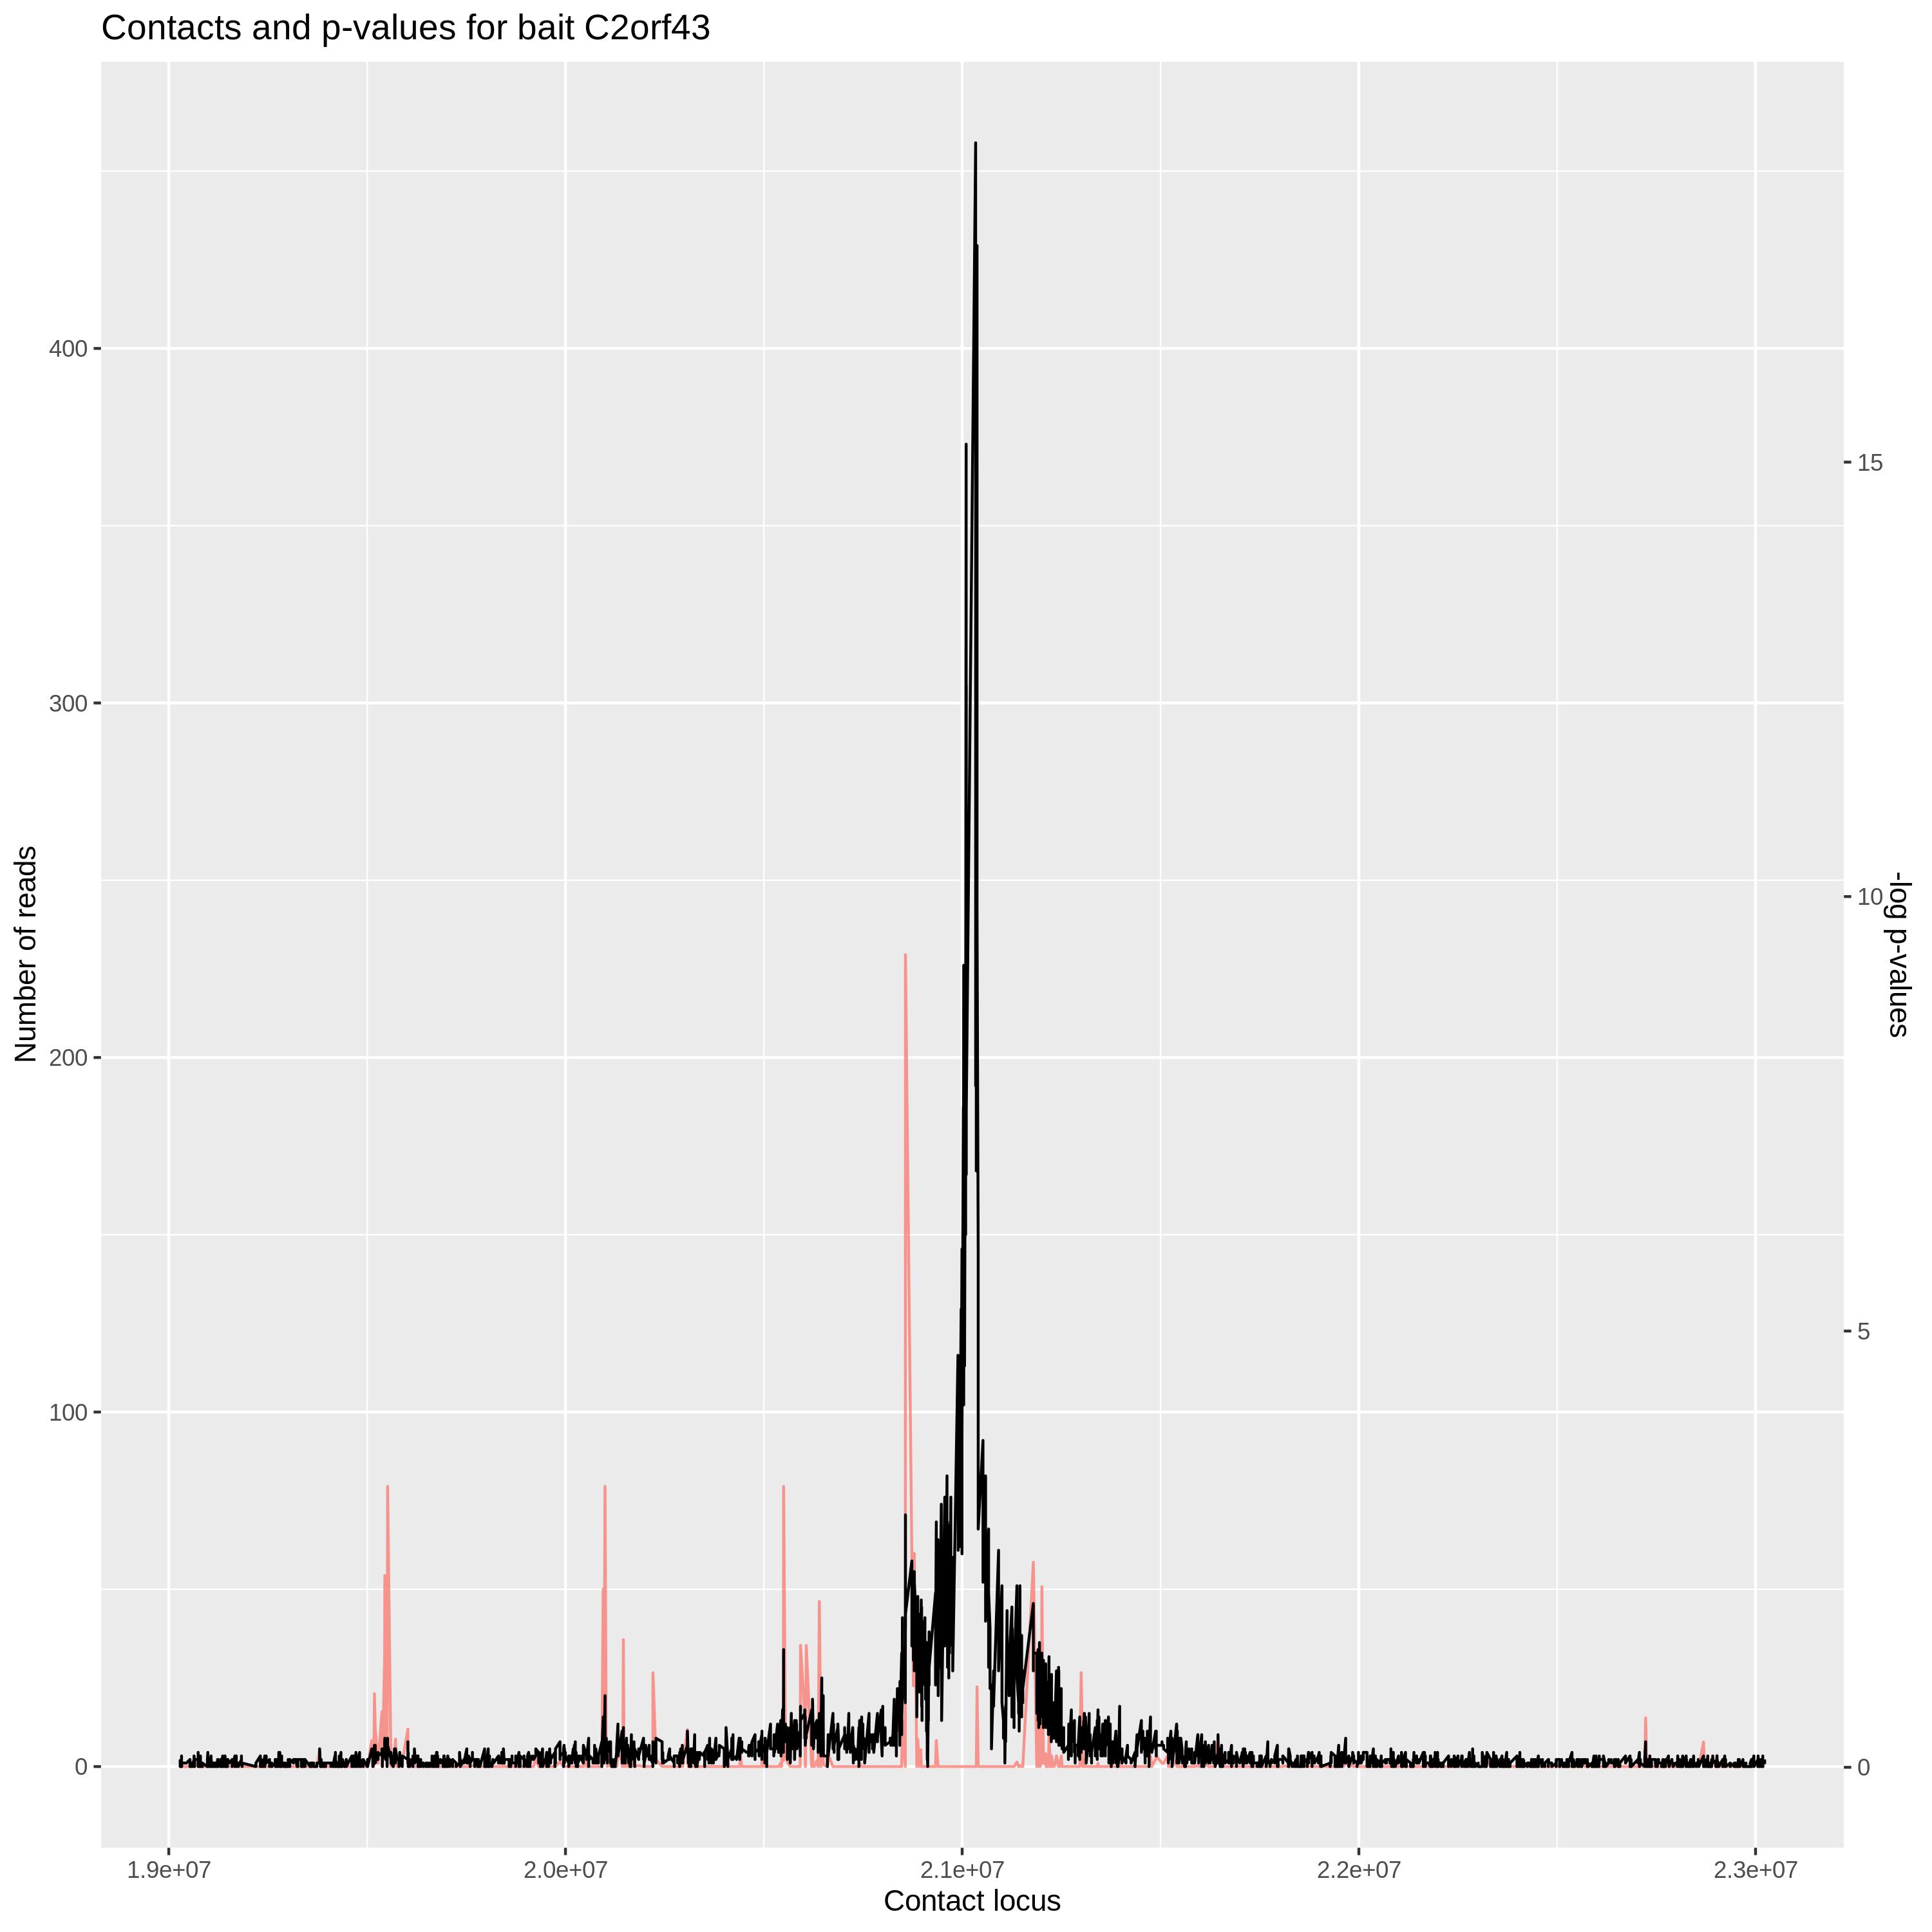 Contacts and p-values for bait C2orf43
Number of reads
400
300
200
100
0
15
10
5
0
-log p-values
1.9e+07 2.0e+07 2.1e+07 2.2e+07 2.3e+07
Contact locus